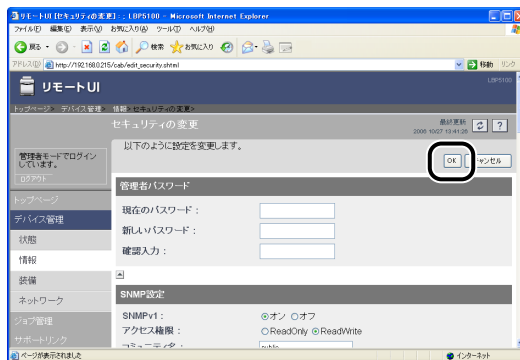 リモートUI [セキュリティの変更] : ; LBP5100 - Microsoft Internet Explorer
ファイル(F) 編集(E) 表示(V) お気に入り(A) ツール(T) ヘルプ(H)
戻る 検索 お気に入り
アドレス(D) http://192.168.0.215/cab/edit_security.shtml 移動 リンク
リモートUI LBP5100
トップページ> デバイス管理> 情報> セキュリティの変更>
セキュリティの変更 最終更新 2006 10/27 13:41:26 ?
管理者モードでログインしています。
ログアウト
以下のように設定を変更します。
OK キャンセル
トップページ
デバイス管理
状態
情報
装備
ネットワーク
ジョブ管理
サポートリンク
管理者パスワード
現在のパスワード：
新しいパスワード：
確認入力：
SNMP設定
SNMPv1： オン オフ
アクセス権限： ReadOnly ReadWrite
コミュニティ名： public
ページが表示されました インターネット